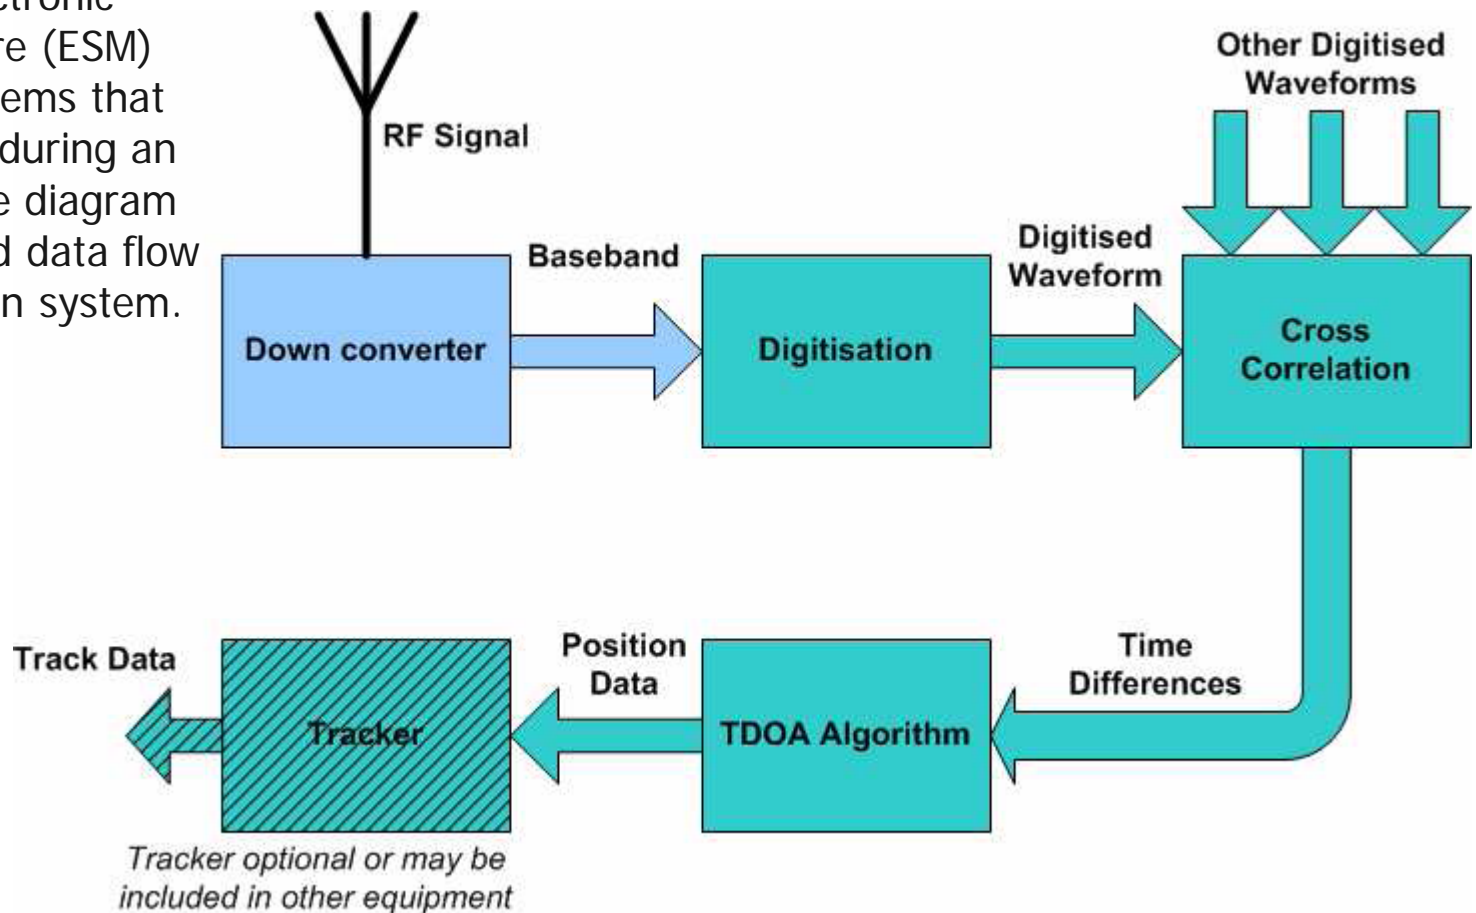 re (ESM)
ems that
during an
e diagram
d data flow
n system.
RF Signal
Other Digitised
Waveforms
Baseband
Digitised
Waveform
Down converter
Digitisation
Cross
Correlation
Track Data
Position
Data
Time
Differences
Tracker
TDOA Algorithm
Tracker optional or may be
included in other equipment